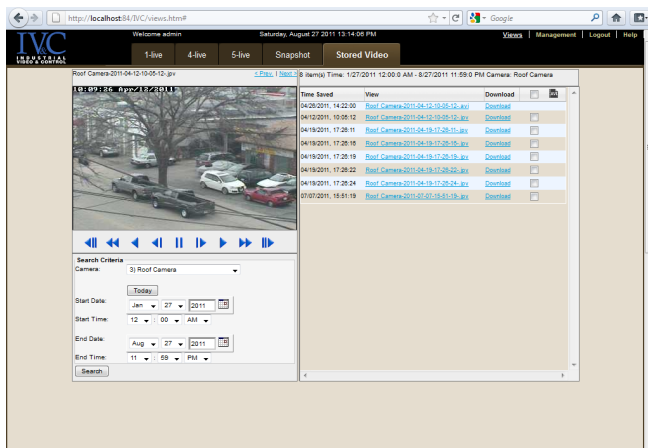 http://localhost:84/IVC/views.htm#
Google
IVC
INDUSTRIAL
VIDEO & CONTROL
Welcome admin
Saturday, August 27 2011 13:14:06 PM
Views | Management | Logout | Help
1-live 4-live 5-live Snapshot Stored Video
Roof Camera-2011-04-12-10-05-12-.jpv
< Prev. | Next >
8 item(s) Time: 1/27/2011 12:00:0 AM - 8/27/2011 11:59:0 PM Camera: Roof Camera
10:09:26 Apr/12/2011
Time Saved View Download AVI
04/26/2011, 14:22:00 Roof Camera-2011-04-12-10-05-12-.avi Download
04/12/2011, 10:05:12 Roof Camera-2011-04-12-10-05-12-.jpv Download
04/19/2011, 17:26:11 Roof Camera-2011-04-19-17-26-11-.jpv Download
04/19/2011, 17:26:16 Roof Camera-2011-04-19-17-26-16-.jpv Download
04/19/2011, 17:26:19 Roof Camera-2011-04-19-17-26-19-.jpv Download
04/19/2011, 17:26:22 Roof Camera-2011-04-19-17-26-22-.jpv Download
04/19/2011, 17:26:24 Roof Camera-2011-04-19-17-26-24-.jpv Download
07/07/2011, 15:51:19 Roof Camera-2011-07-07-15-51-19-.jpv Download
Search Criteria
Camera: 3) Roof Camera
Today
Start Date: Jan 27 2011
Start Time: 12 : 00 AM
End Date: Aug 27 2011
End Time: 11 : 59 PM
Search